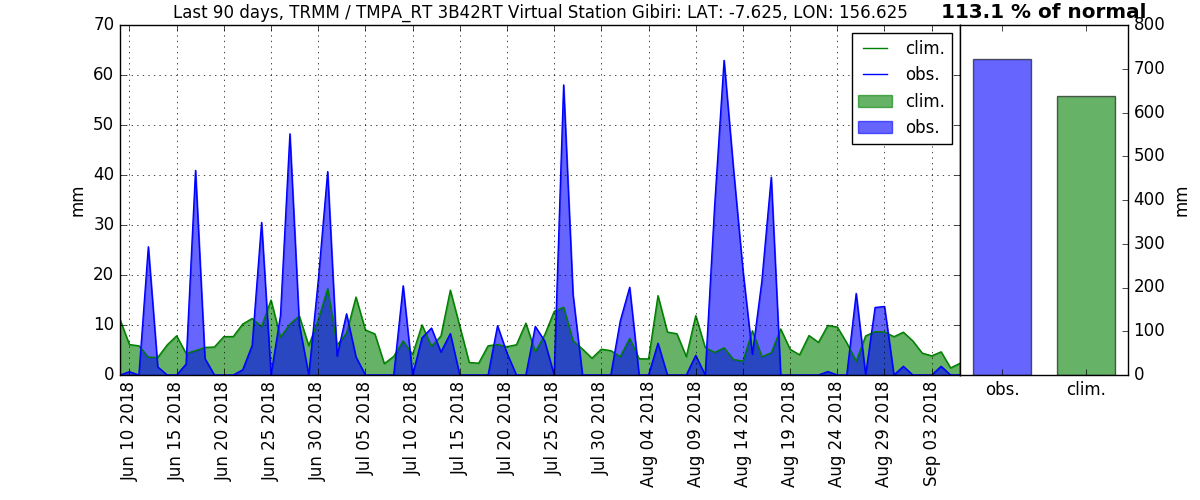 Last 90 days, TRMM / TMPA_RT 3B42RT Virtual Station Gibiri: LAT: -7.625, LON: 156.625
113.1 % of normal
70
60
50
40
30
20
10
0
mm
clim.
obs.
clim.
obs.
Jun 10 2018
Jun 15 2018
Jun 20 2018
Jun 25 2018
Jun 30 2018
Jul 05 2018
Jul 10 2018
Jul 15 2018
Jul 20 2018
Jul 25 2018
Jul 30 2018
Aug 04 2018
Aug 09 2018
Aug 14 2018
Aug 19 2018
Aug 24 2018
Aug 29 2018
Sep 03 2018
800
700
600
500
400
300
200
100
0
mm
obs.
clim.